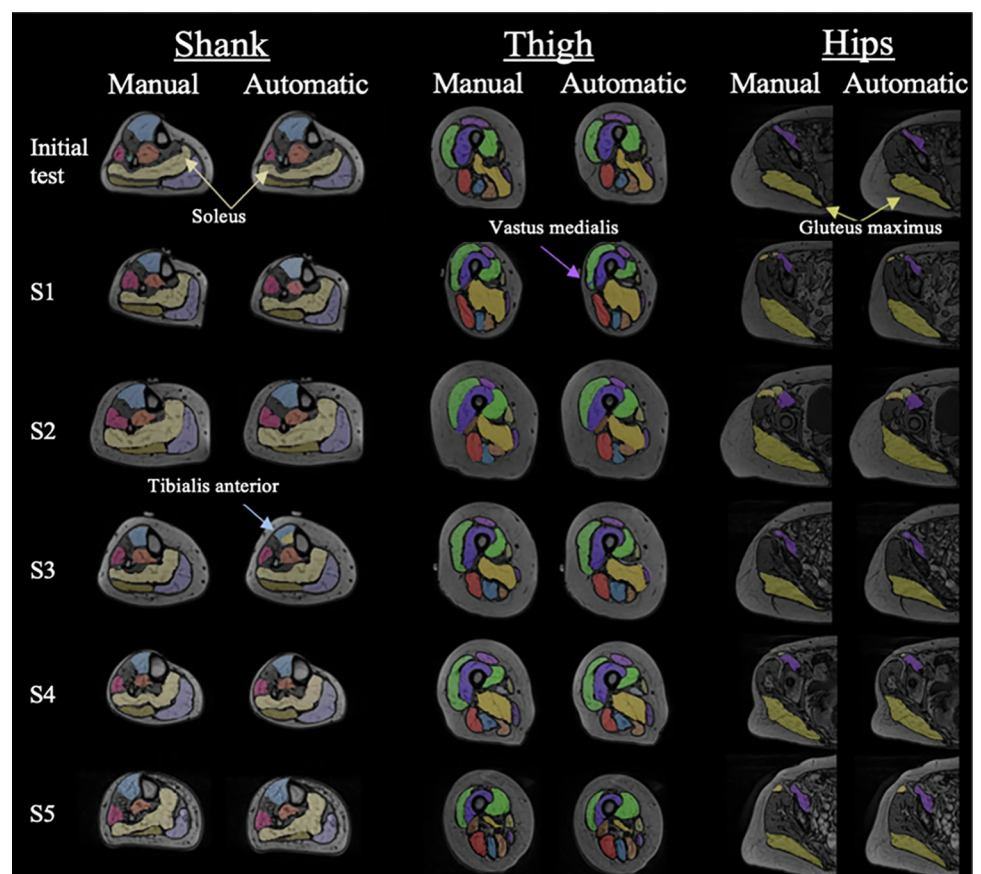 Shank Thigh Hips
Manual Automatic Manual Automatic Manual Automatic
Initial
test
Soleus
Vastus medialis
Gluteus maximus
S1
S2
Tibialis anterior
S3
S4
S5